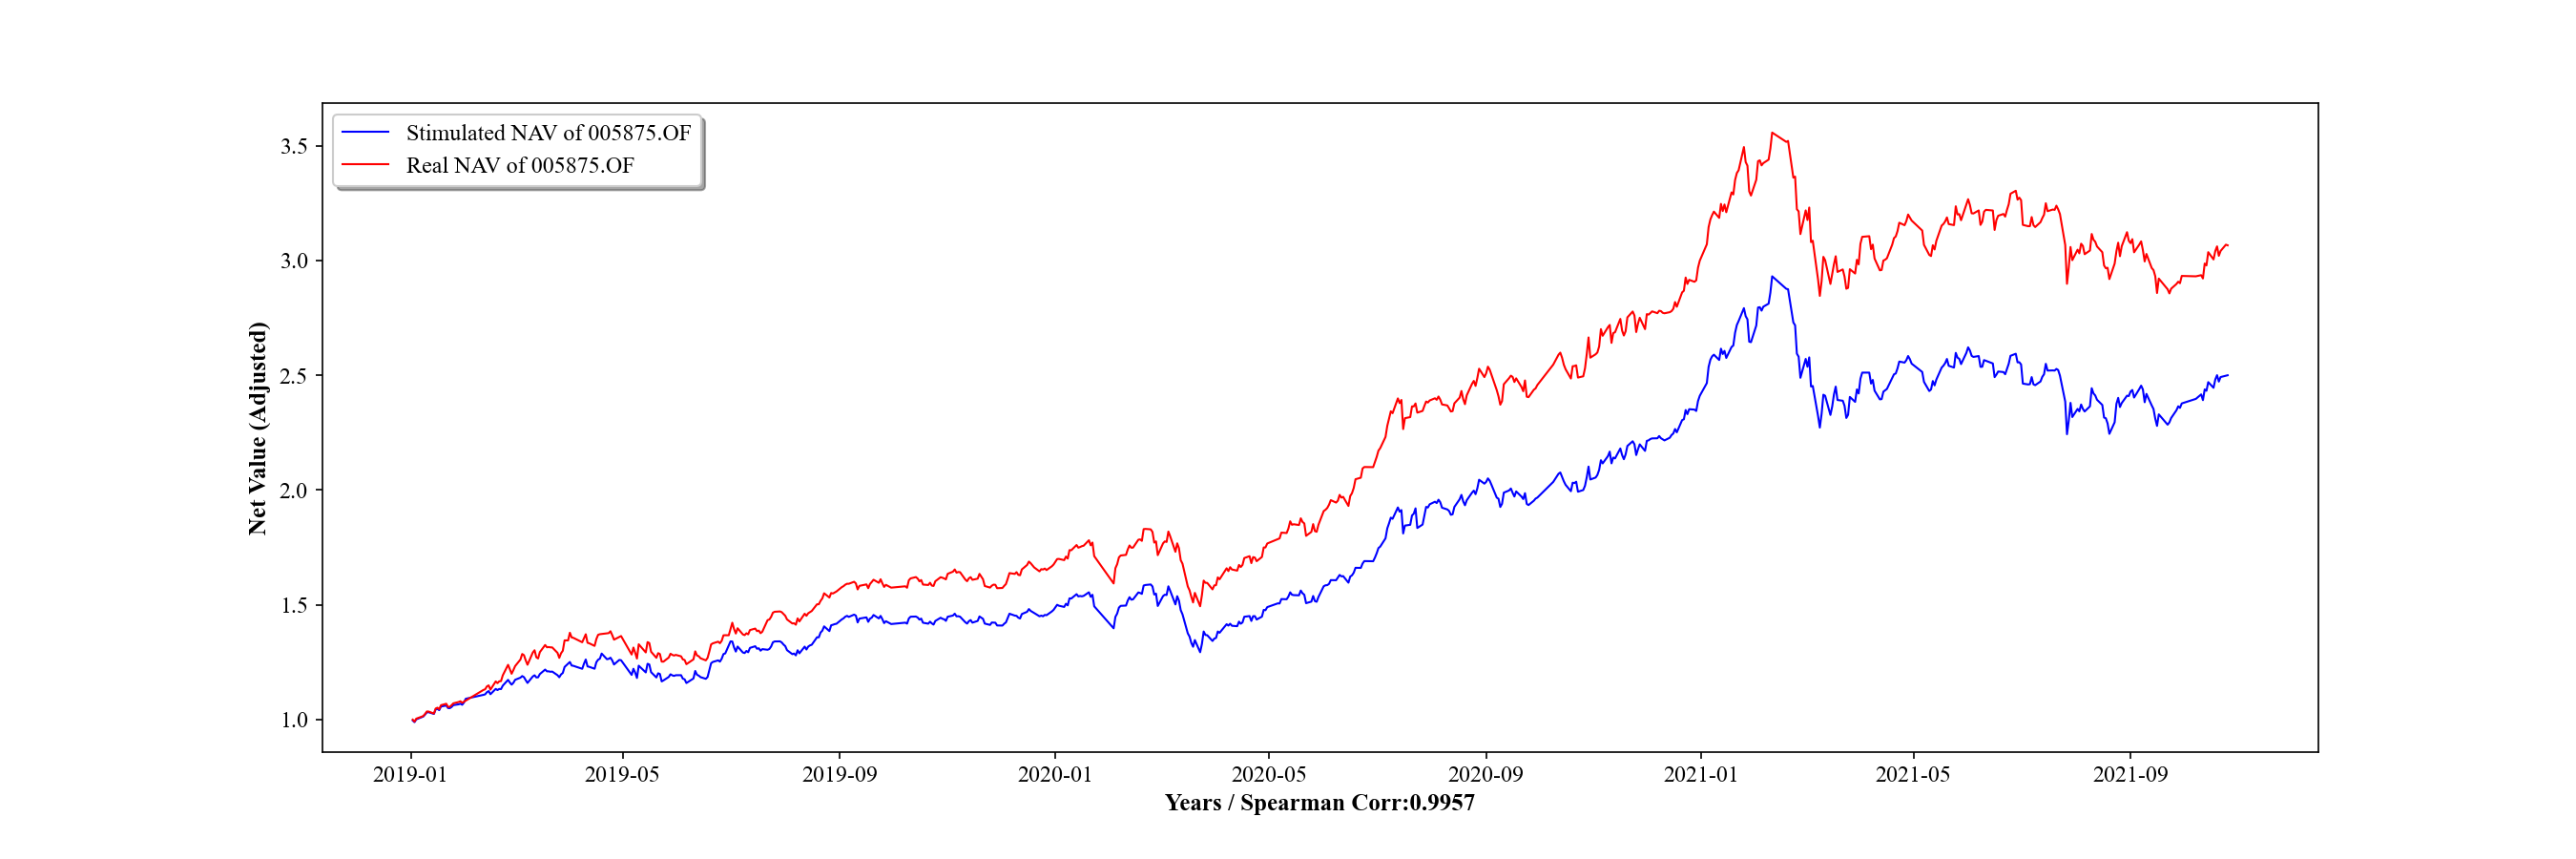 Stimulated NAV of 005875.OF
Real NAV of 005875.OF
Net Value (Adjusted)
3.5
3.0
2.5
2.0
1.5
1.0
2019-01 2019-05 2019-09 2020-01 2020-05 2020-09 2021-01 2021-05 2021-09
Years / Spearman Corr:0.9957